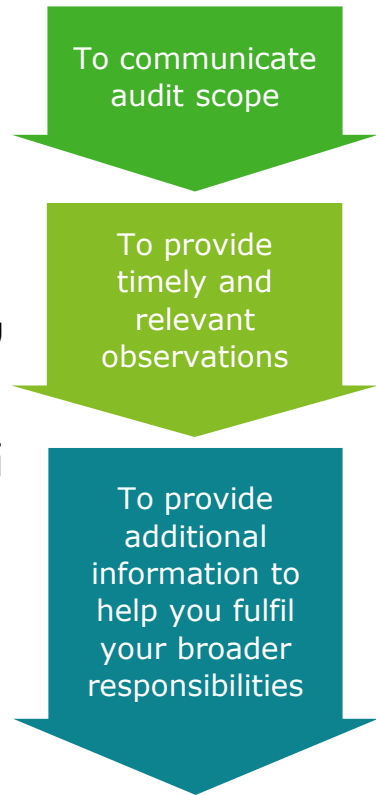 To communicate
audit scope
To provide
timely and
relevant
observations
To provide
additional
information to
help you fulfil
your broader
responsibilities